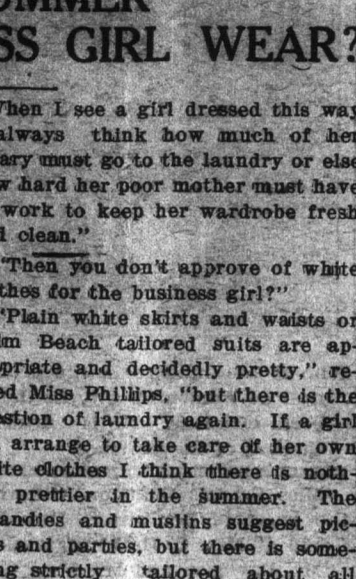 SUMMER
SS GIRL WEAR?
When I see a girl dressed this way
always think how much of her
ary must go to the laundry or else
w hard her poor mother must have
work to keep her wardrobe fresh
d clean."
"Then you don't approve of white
thes for the business girl?"
"Plain white skirts and waists or
lm Beach tailored suits are ap-
opriate and decidedly pretty," re-
ed Miss Phillips, "but there is the
estion of laundry again. If a girl
arrange to take care of her own
ite clothes I think there is noth-
prettier in the summer. The
andies and muslins suggest pic-
s and parties, but there is some-
ng strictly tailored about all